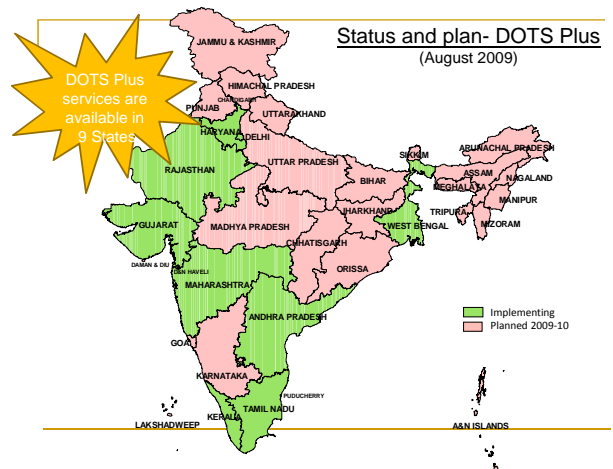 Status and plan- DOTS Plus
(August 2009)
DOTS Plus
services are
available in
9 States
JAMMU & KASHMIR
HIMACHAL PRADESH
CHANDIGARH
PUNJAB
UTTARAKHAND
HARYANA
DELHI
ARUNACHAL PRADESH
SIKKIM
RAJASTHAN
UTTAR PRADESH
ASSAM
NAGALAND
BIHAR
MEGHALAYA
MANIPUR
JHARKHAND
TRIPURA
MIZORAM
GUJARAT
MADHYA PRADESH
WEST BENGAL
CHHATISGARH
DAMAN & DIU
D&N HAVELI
ORISSA
MAHARASHTRA
ANDHRA PRADESH
Implementing
Planned 2009-10
GOA
KARNATAKA
PUDUCHERRY
TAMIL NADU
KERALA
LAKSHADWEEP
A&N ISLANDS